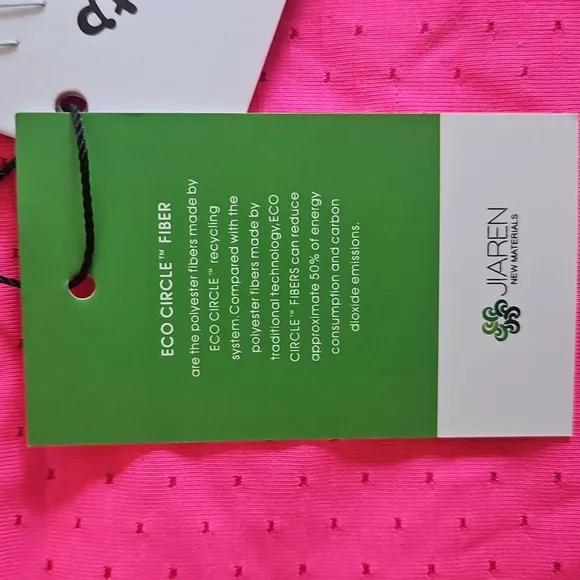 ECO CIRCLE™ FIBER
are the polyester fibers made by
ECO CIRCLE™ recycling
system.Compared with the
polyester fibers made by
traditional technology,ECO
CIRCLE™ FIBERS can reduce
approximate 50% of energy
consumption and carbon
dioxide emissions.
JIAREN
NEW MATERIALS